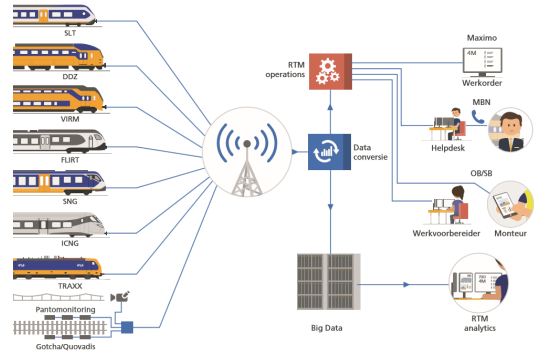 SLT
DDZ
VIRM
FLIRT
SNG
ICNG
TRAXX
Pantomonitoring
Gotcha/Quovadis
RTM
operations
Data
conversie
Big Data
Maximo
4M
Werkorder
MBN
Helpdesk
OB/SB
Werkvoorbereider
Monteur
RTM
analytics